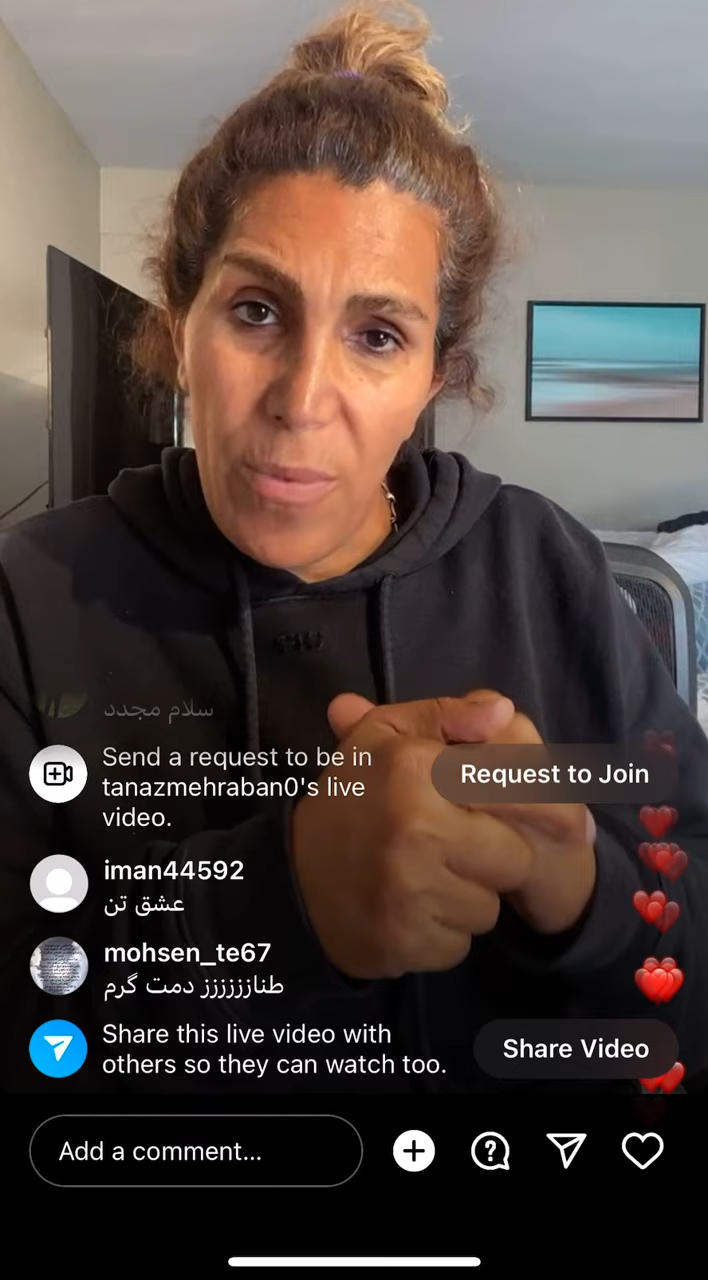 سلام مجدد
Send a request to be in
tanazmehraban0's live
video.
Request to Join
iman44592
عشق تن
mohsen_te67
طناززززززز دمت گرم
Share this live video with
others so they can watch too.
Share Video
Add a comment...